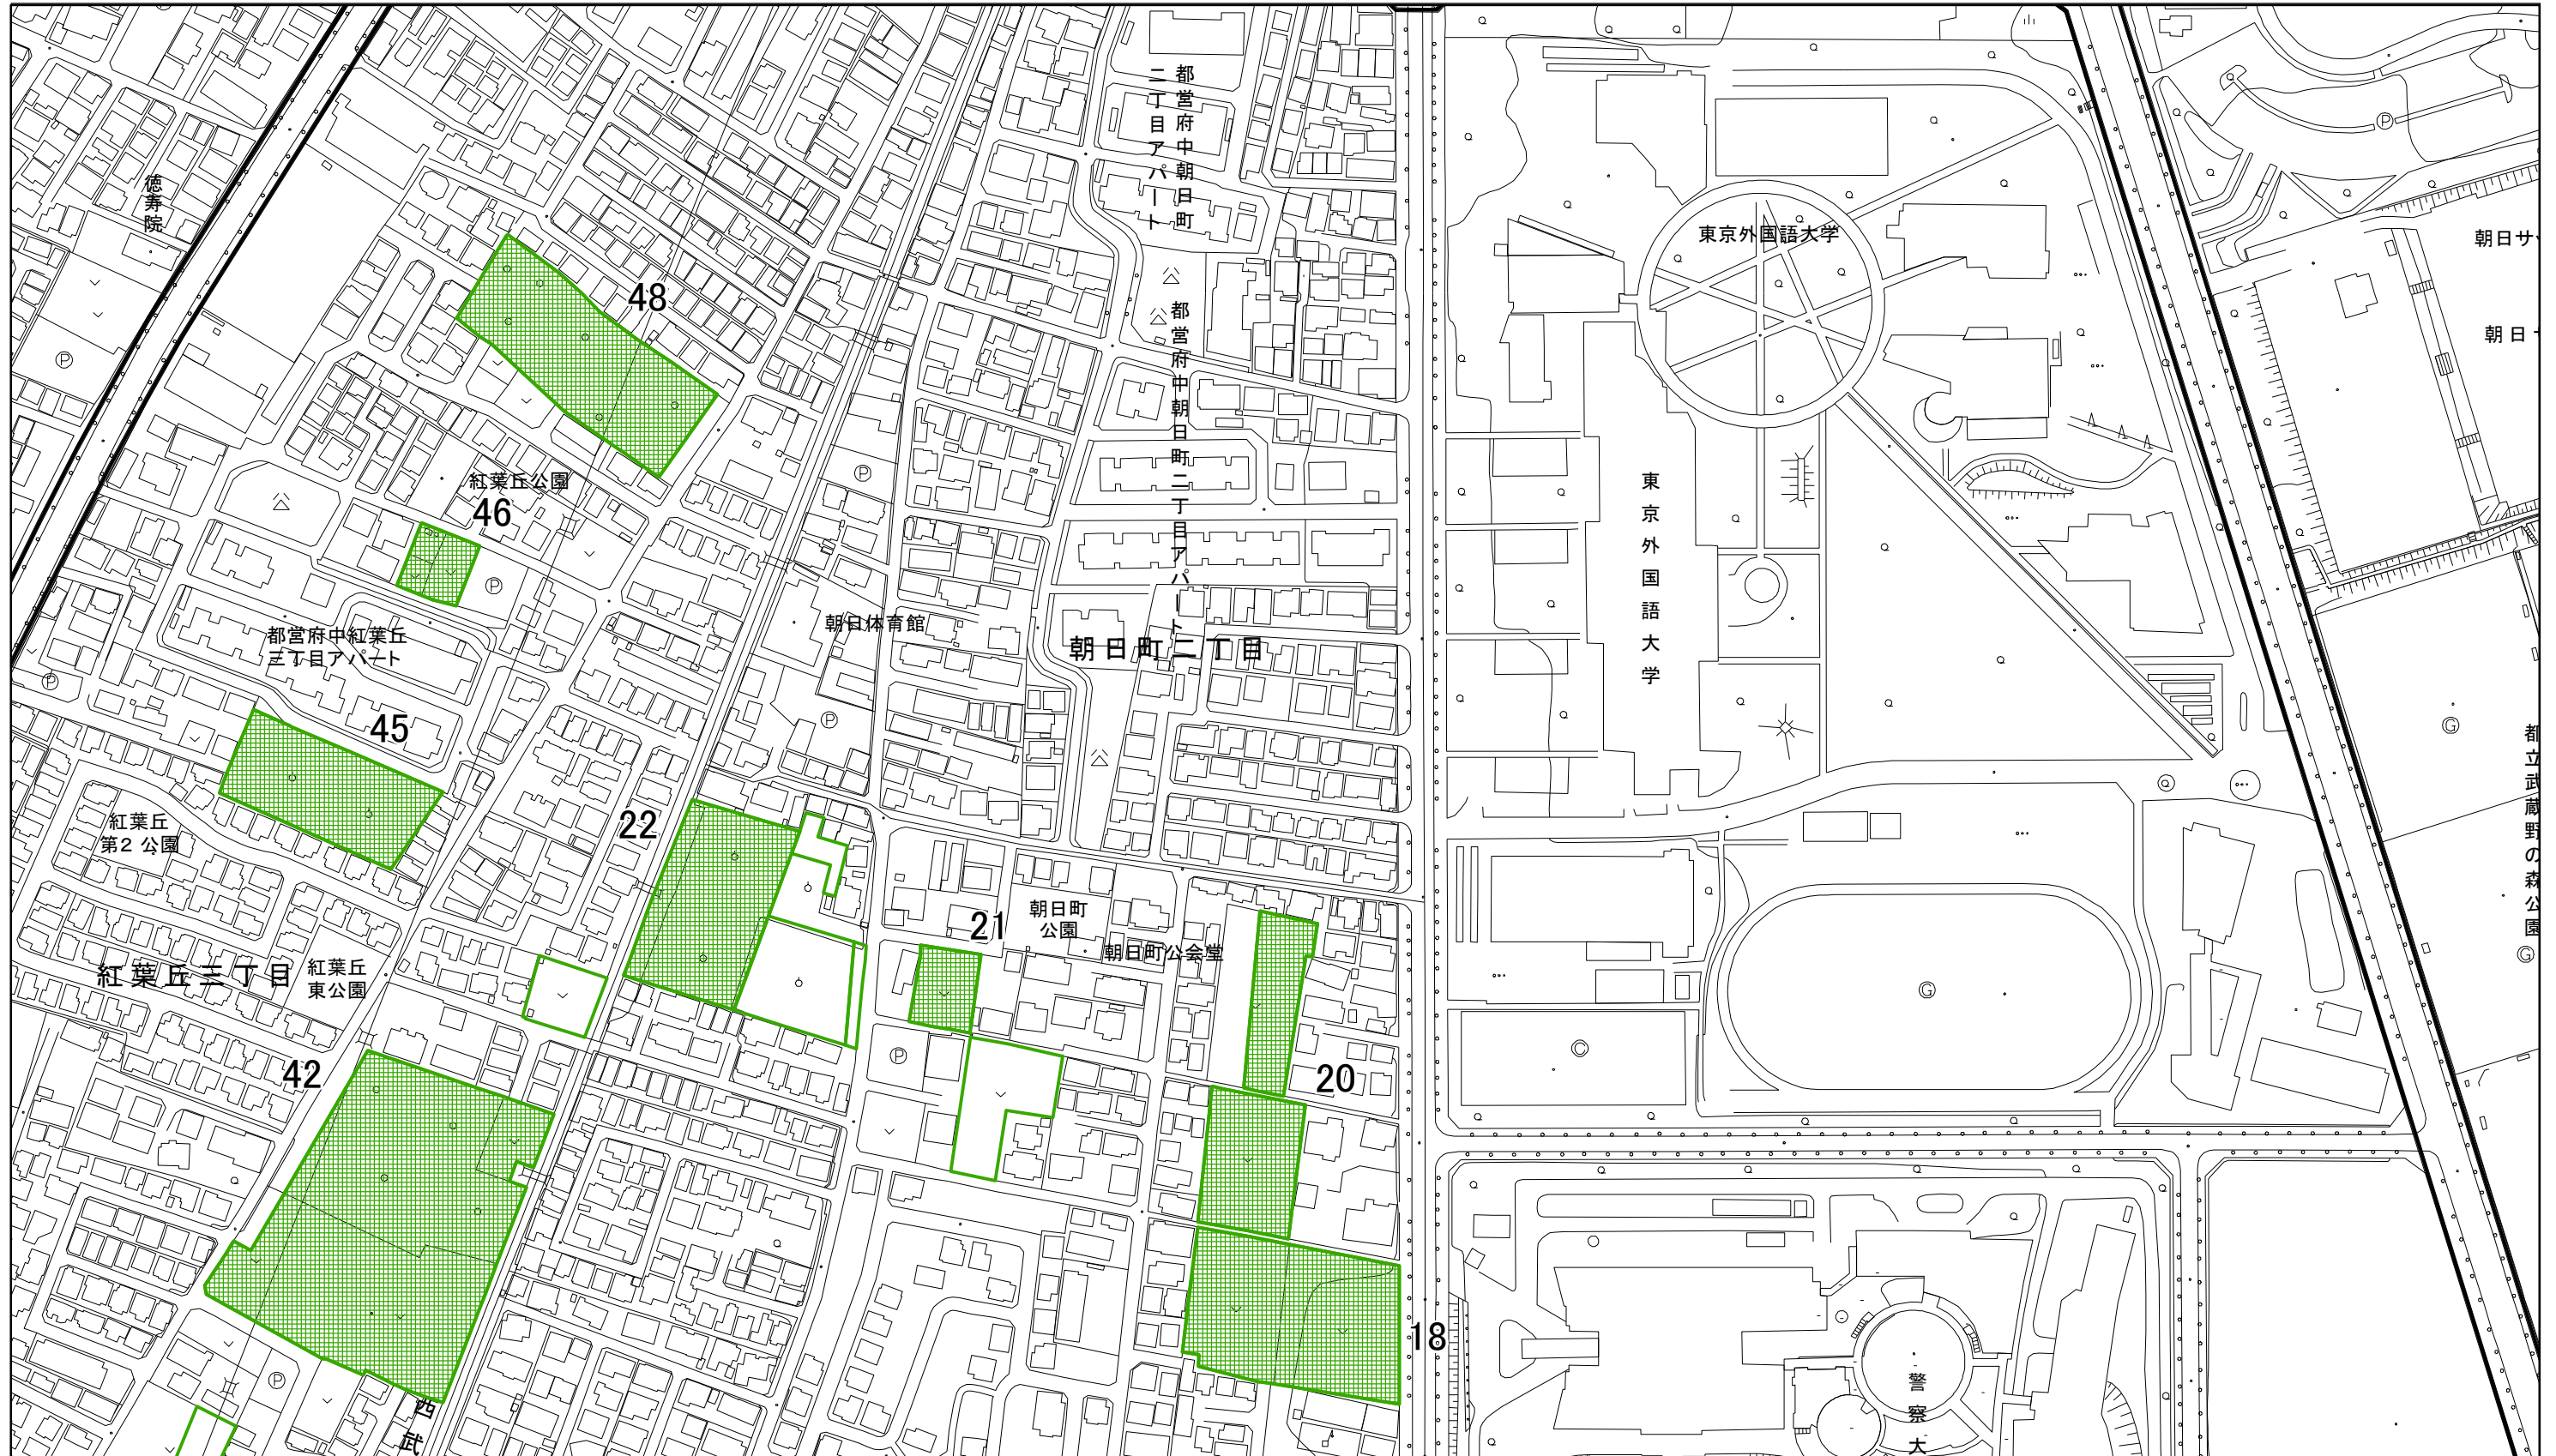 都営府中朝日町
二丁目アパート
徳寿院
東京外国語大学
朝日サ
48
都営府中朝日町二丁目アパート
朝日
紅葉丘公園
46
東京外国語大学
朝日体育館
都営府中紅葉丘
三丁目アパート
朝日町二丁目
45
都立武蔵野の森公園
22
紅葉丘
第2公園
朝日町
公園
21
朝日町公会堂
紅葉丘三丁目
紅葉丘
東公園
42
20
18
警察大
西武